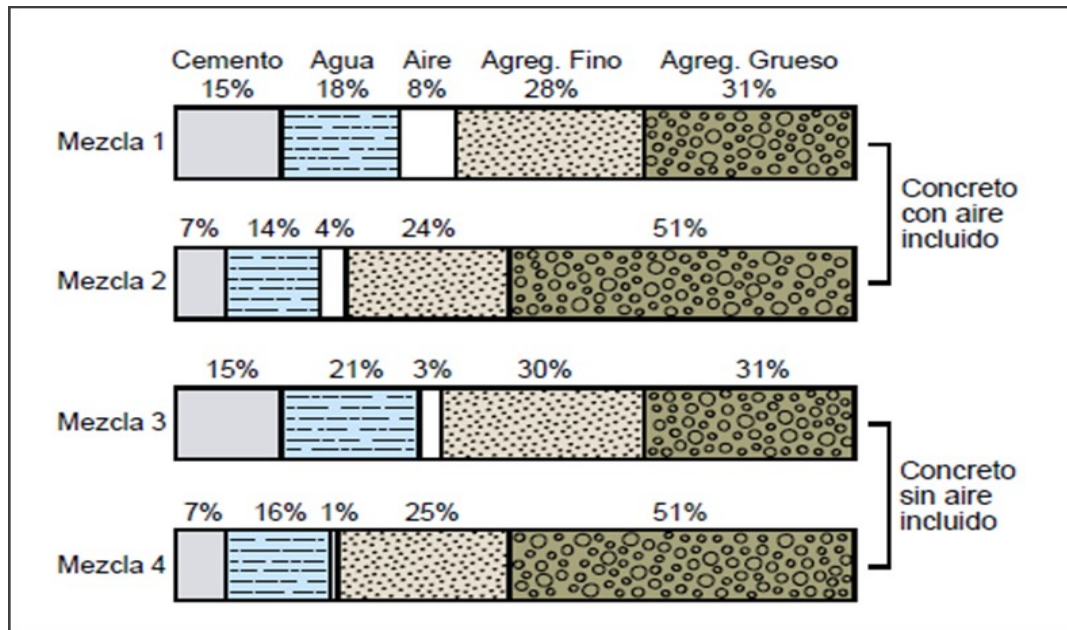 Cemento Agua Aire Agreg. Fino Agreg. Grueso
15% 18% 8% 28% 31%
Mezcla 1
7% 14% 4% 24% 51%
Mezcla 2
Concreto
con aire
incluido
15% 21% 3% 30% 31%
Mezcla 3
7% 16% 1% 25% 51%
Mezcla 4
Concreto
sin aire
incluido